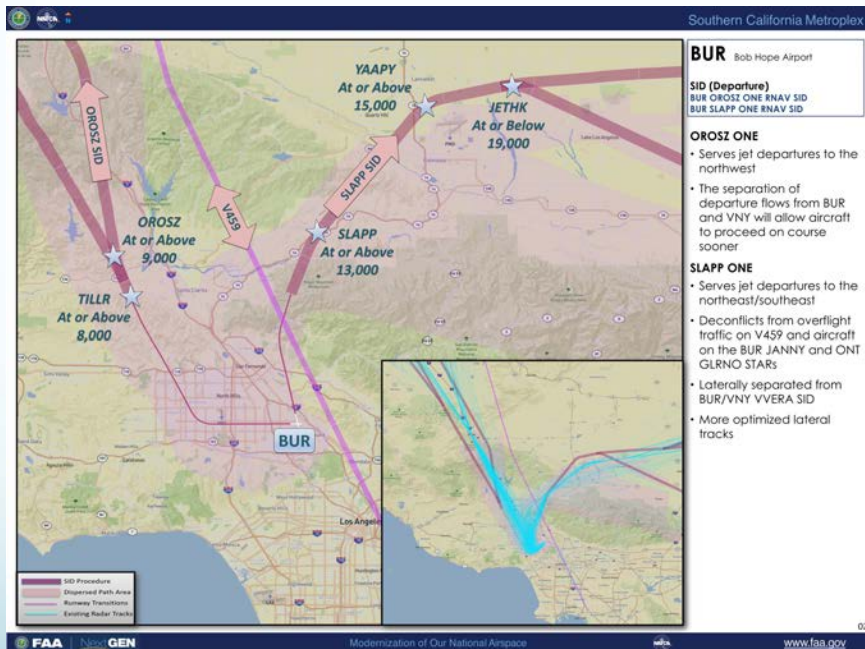 NATCA
Southern California Metroplex
YAAPY
At or Above
15,000
JETHK
At or Below
19,000
OROSZ SID
SLAPP SID
V459
OROSZ
At or Above
9,000
SLAPP
At or Above
13,000
TILLR
At or Above
8,000
BUR
Los Angeles
SID Procedure
Dispersed Path Area
Runway Transitions
Existing Radar Tracks
BUR Bob Hope Airport
SID (Departure)
BUR OROSZ ONE RNAV SID
BUR SLAPP ONE RNAV SID
OROSZ ONE
• Serves jet departures to the
northwest
• The separation of
departure flows from BUR
and VNY will allow aircraft
to proceed on course
sooner
SLAPP ONE
• Serves jet departures to the
northeast/southeast
• Deconflicts from overflight
traffic on V459 and aircraft
on the BUR JANNY and ONT
GLRNO STARs
• Laterally separated from
BUR/VNY VVERA SID
• More optimized lateral
tracks
FAA NextGEN
Modernization of Our National Airspace
www.faa.gov